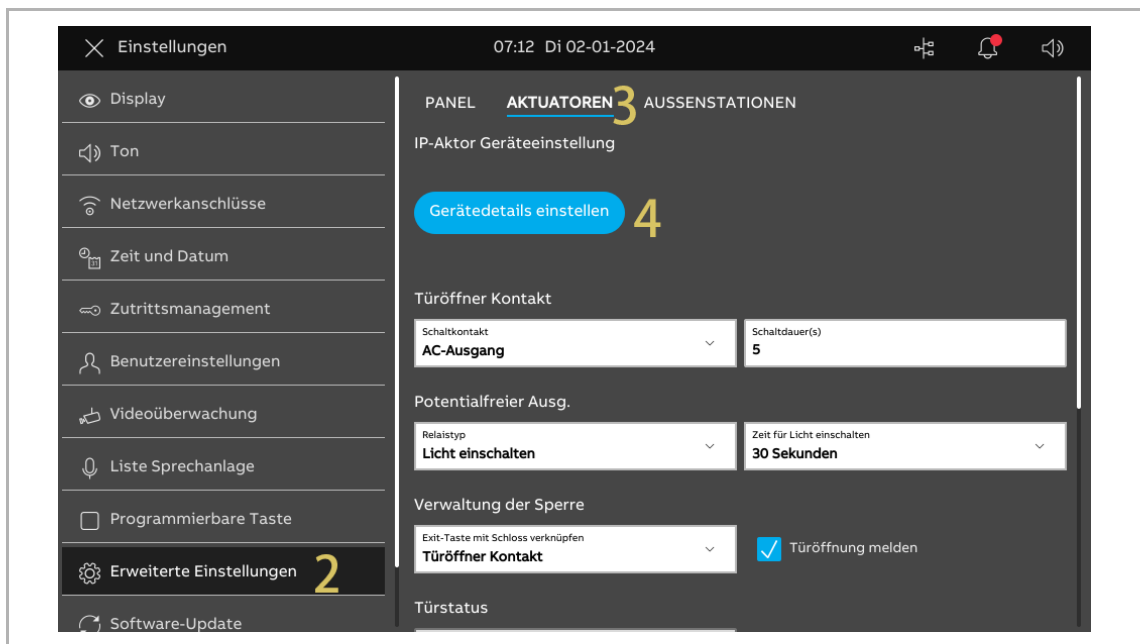 Einstellungen
07:12 Di 02-01-2024
Display
Ton
Netzwerkanschlüsse
Zeit und Datum
Zutrittsmanagement
Benutzereinstellungen
Videoüberwachung
Liste Sprechanlage
Programmierbare Taste
Erweiterte Einstellungen 2
Software-Update
PANEL AKTUATOREN 3 AUSSENSTATIONEN
IP-Aktor Geräteeinstellung
Gerätedetails einstellen 4
Türöffner Kontakt
Schaltkontakt
AC-Ausgang
Schaltdauer(s)
5
Potentialfreier Ausg.
Relaistyp
Licht einschalten
Zeit für Licht einschalten
30 Sekunden
Verwaltung der Sperre
Exit-Taste mit Schloss verknüpfen
Türöffner Kontakt
Türöffnung melden
Türstatus